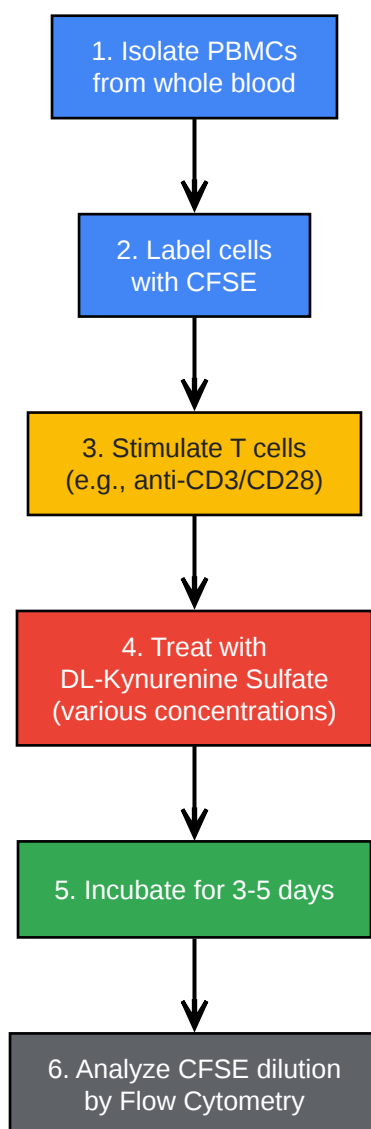 1. Isolate PBMCs
from whole blood
2. Label cells
with CFSE
3. Stimulate T cells
(e.g., anti-CD3/CD28)
4. Treat with
DL-Kynurenine Sulfate
(various concentrations)
5. Incubate for 3-5 days
6. Analyze CFSE dilution
by Flow Cytometry